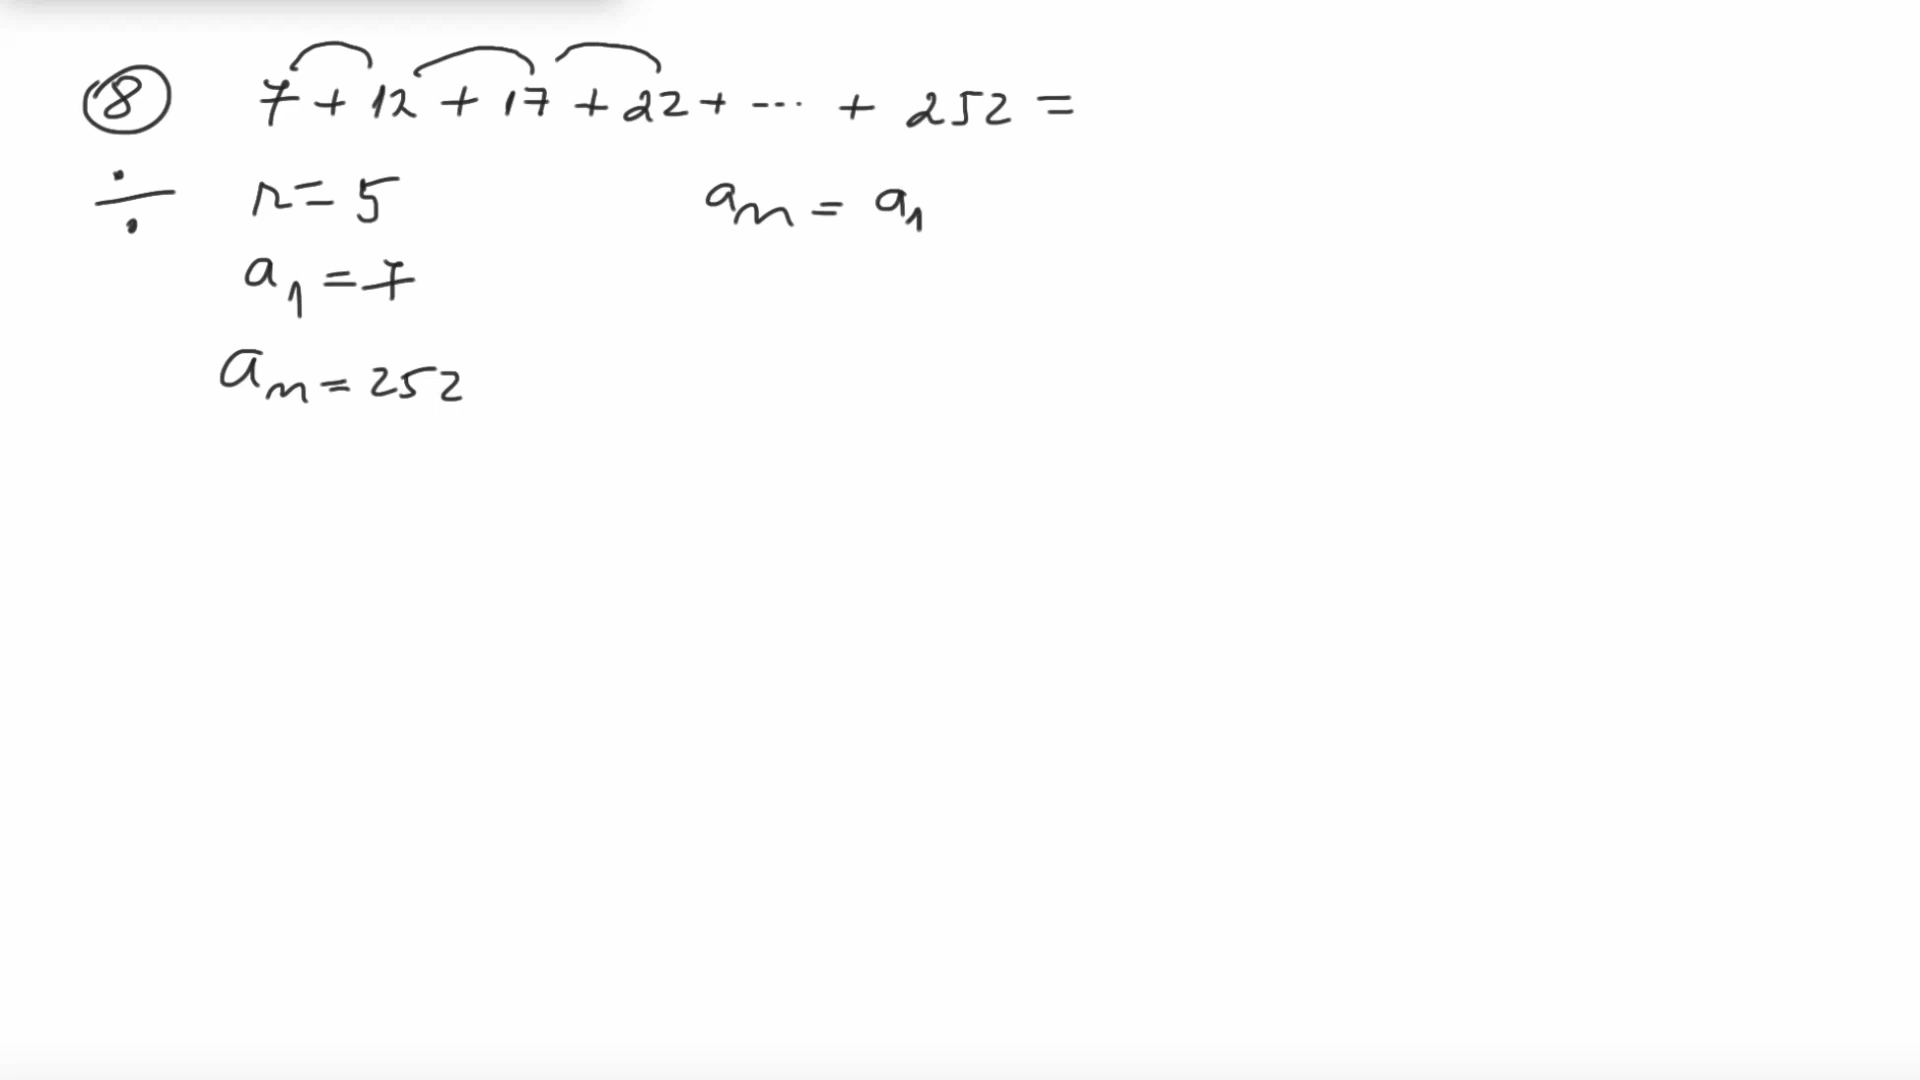 ⑧ 7 + 12 + 17 + 22 + ... + 252 =
÷ r = 5 aₙ = a₁
a₁ = 7
aₙ = 252